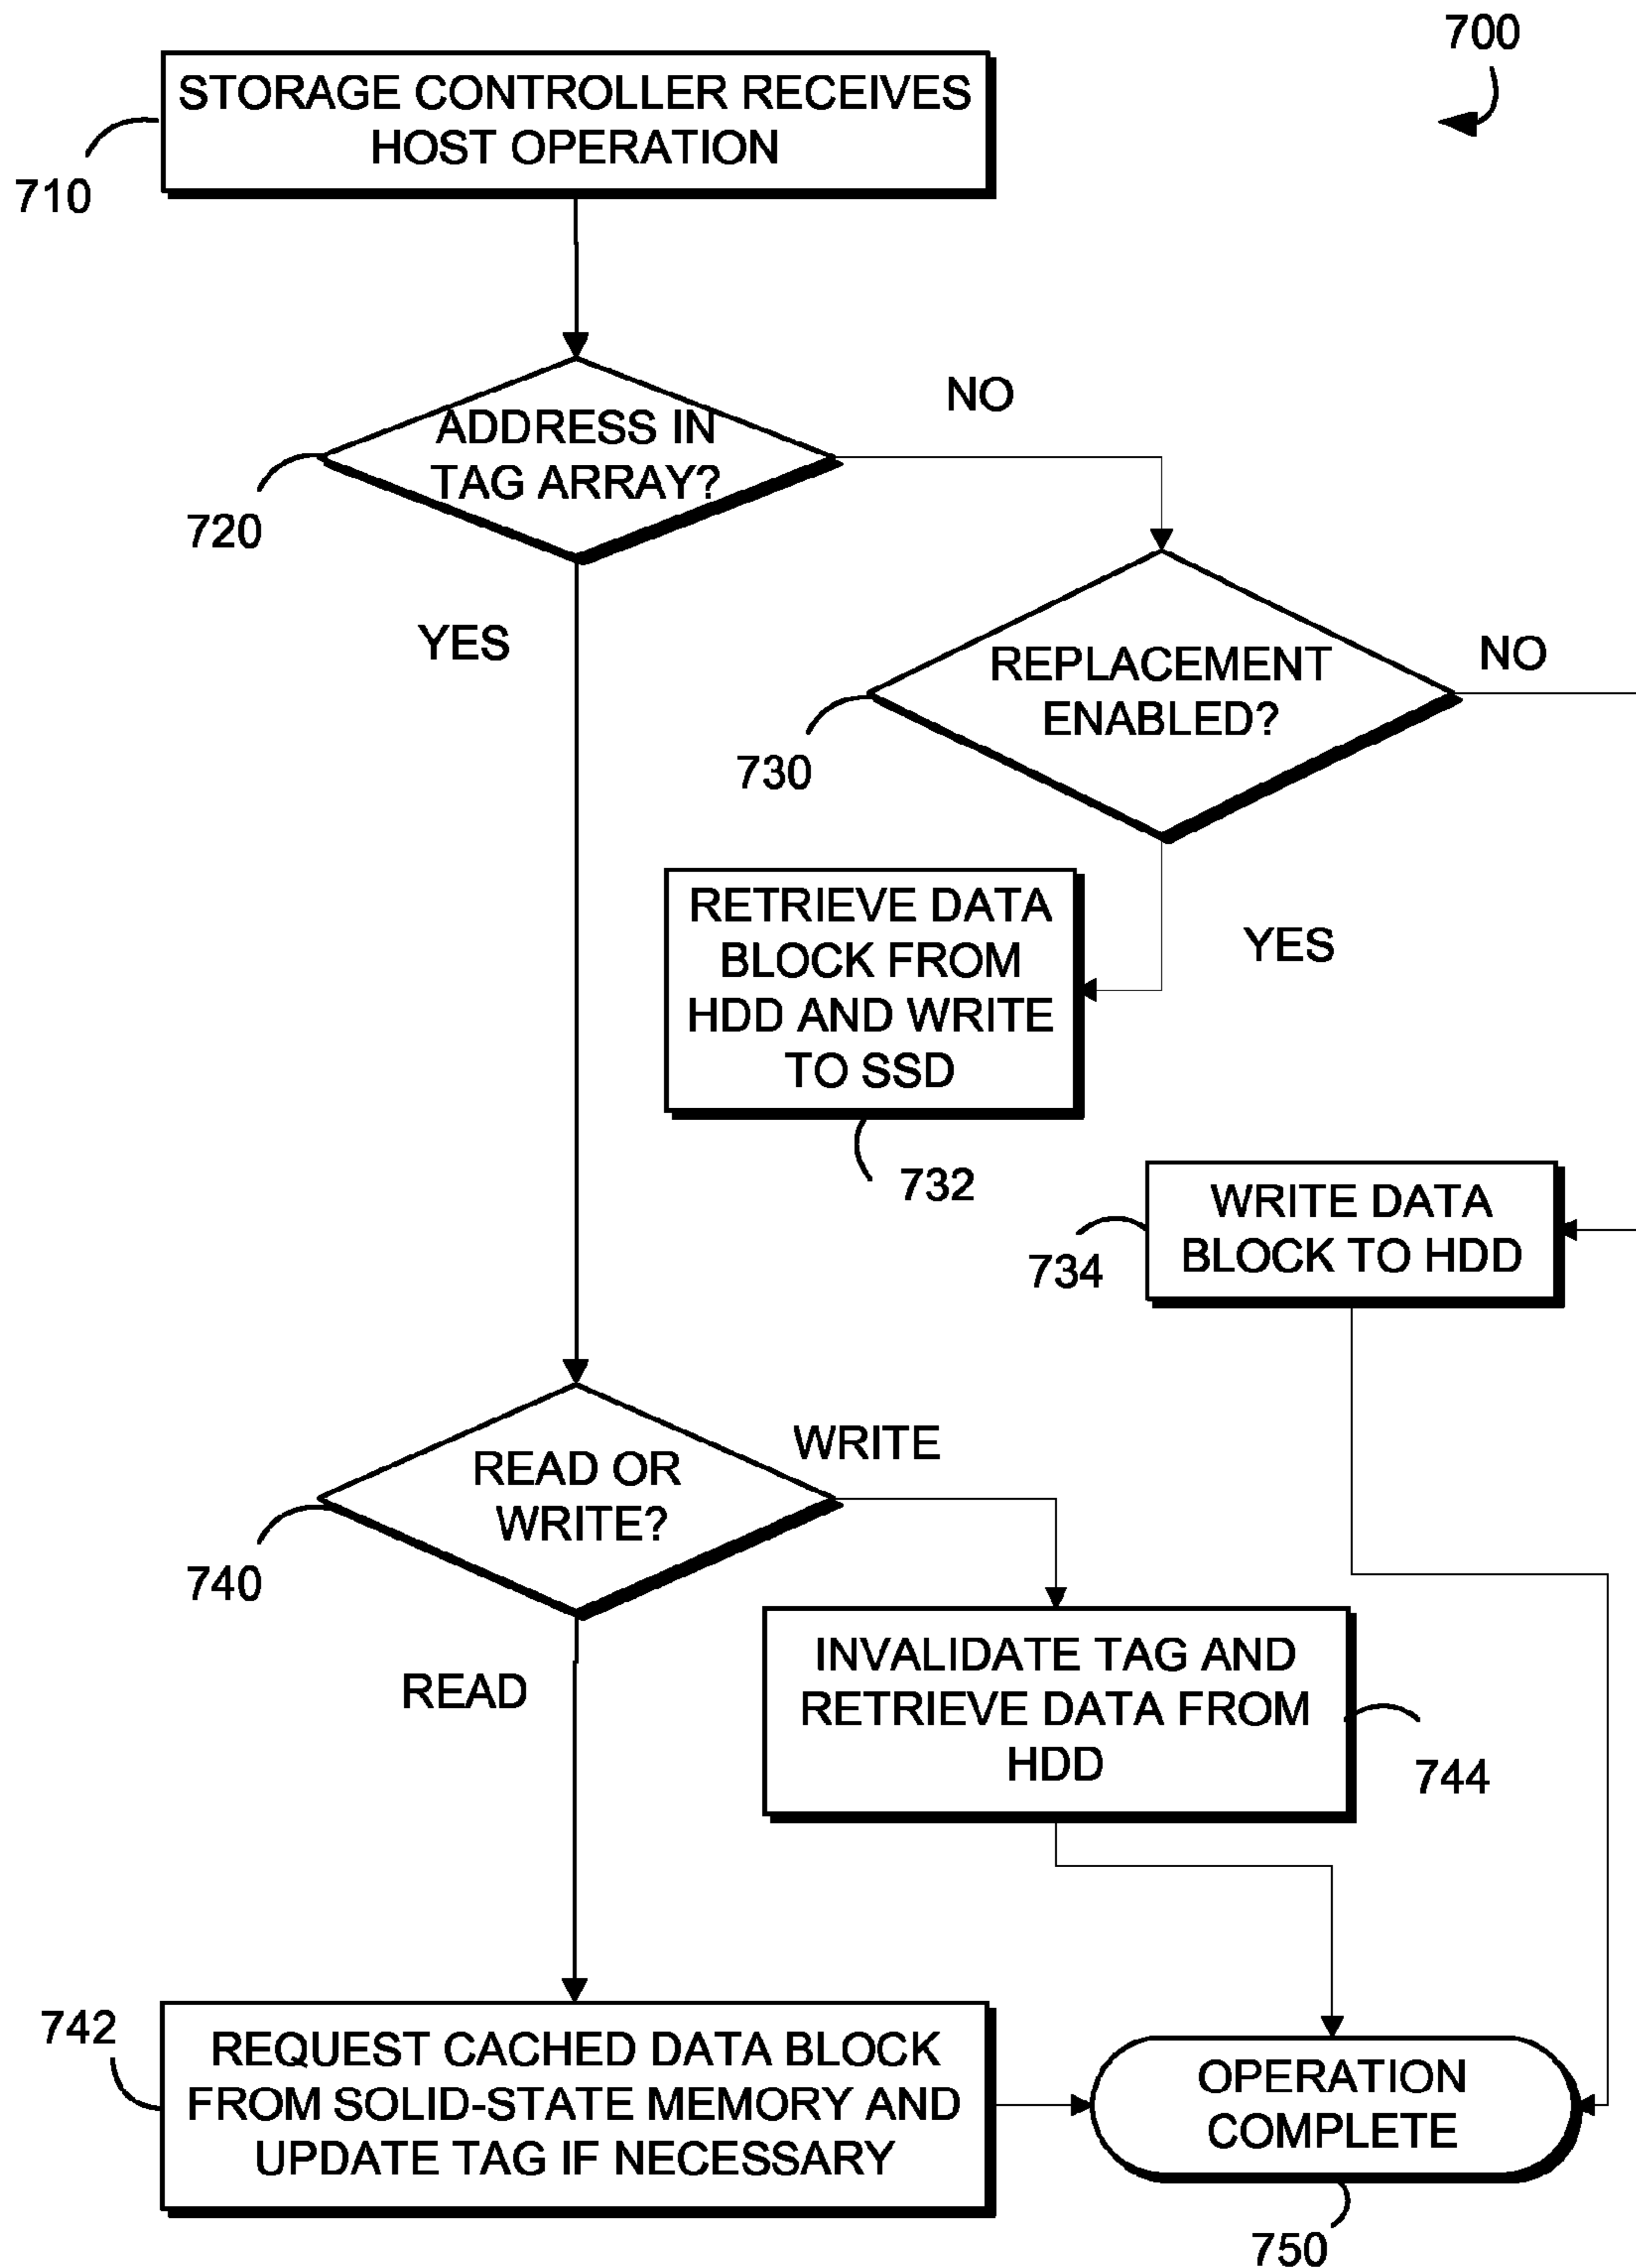 700
STORAGE CONTROLLER RECEIVES
HOST OPERATION
710
ADDRESS IN
TAG ARRAY?
NO
720
YES
REPLACEMENT
ENABLED?
NO
730
RETRIEVE DATA
BLOCK FROM
HDD AND WRITE
TO SSD
YES
732
WRITE DATA
BLOCK TO HDD
734
READ OR
WRITE?
WRITE
740
READ
INVALIDATE TAG AND
RETRIEVE DATA FROM
HDD
744
742
REQUEST CACHED DATA BLOCK
FROM SOLID-STATE MEMORY AND
UPDATE TAG IF NECESSARY
OPERATION
COMPLETE
750